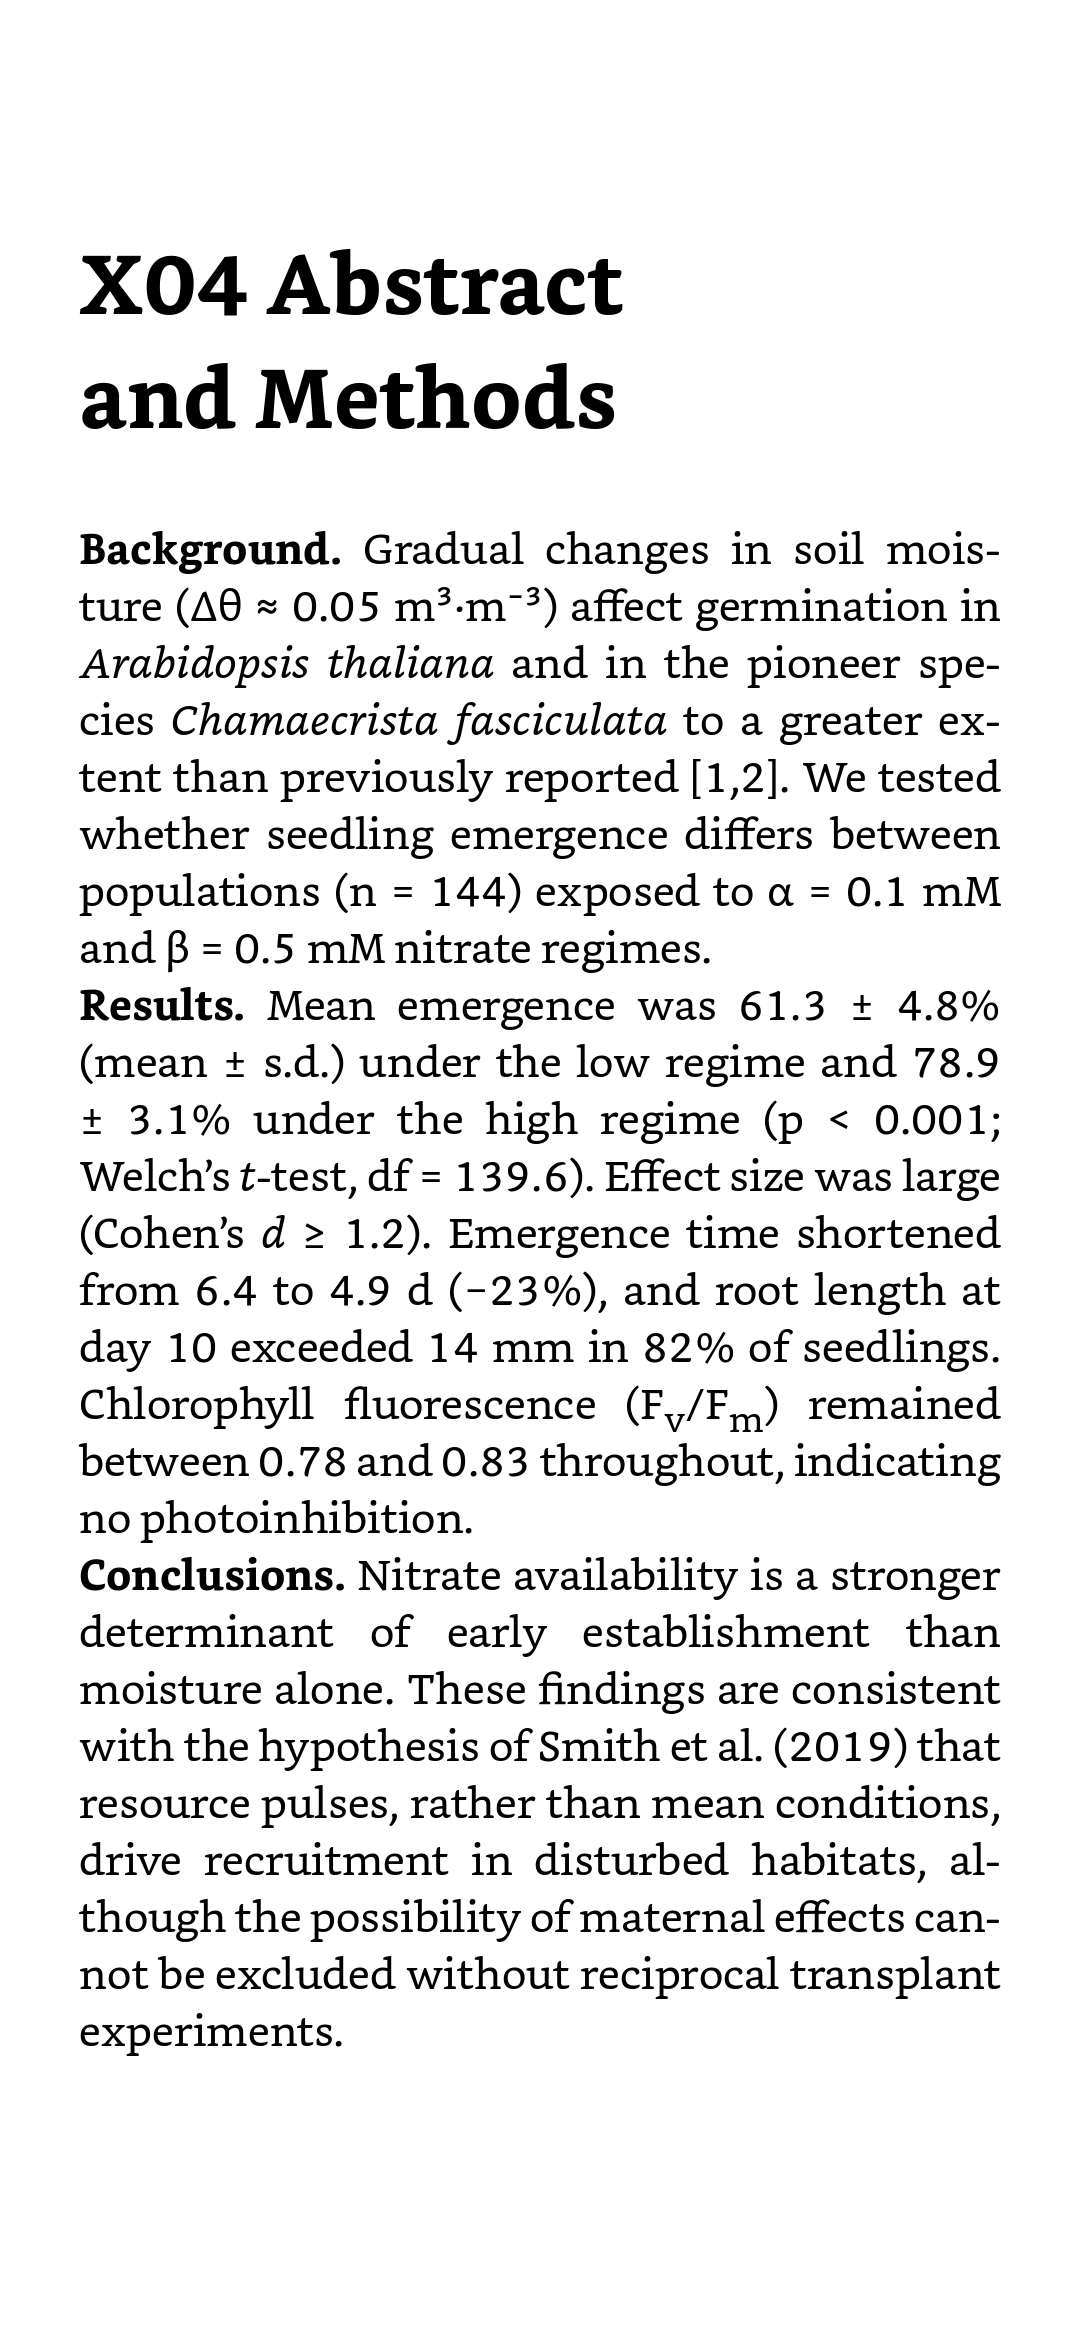 X04 Abstract
and Methods
Background. Gradual changes in soil mois-
ture (Δθ ≈ 0.05 m³·m⁻³) affect germination in
Arabidopsis thaliana and in the pioneer spe-
cies Chamaecrista fasciculata to a greater ex-
tent than previously reported [1,2]. We tested
whether seedling emergence differs between
populations (n = 144) exposed to α = 0.1 mM
and β = 0.5 mM nitrate regimes.
Results. Mean emergence was 61.3 ± 4.8%
(mean ± s.d.) under the low regime and 78.9
± 3.1% under the high regime (p < 0.001;
Welch’s t-test, df = 139.6). Effect size was large
(Cohen’s d ≥ 1.2). Emergence time shortened
from 6.4 to 4.9 d (−23%), and root length at
day 10 exceeded 14 mm in 82% of seedlings.
Chlorophyll fluorescence (Fᵥ/Fₘ) remained
between 0.78 and 0.83 throughout, indicating
no photoinhibition.
Conclusions. Nitrate availability is a stronger
determinant of early establishment than
moisture alone. These findings are consistent
with the hypothesis of Smith et al. (2019) that
resource pulses, rather than mean conditions,
drive recruitment in disturbed habitats, al-
though the possibility of maternal effects can-
not be excluded without reciprocal transplant
experiments.